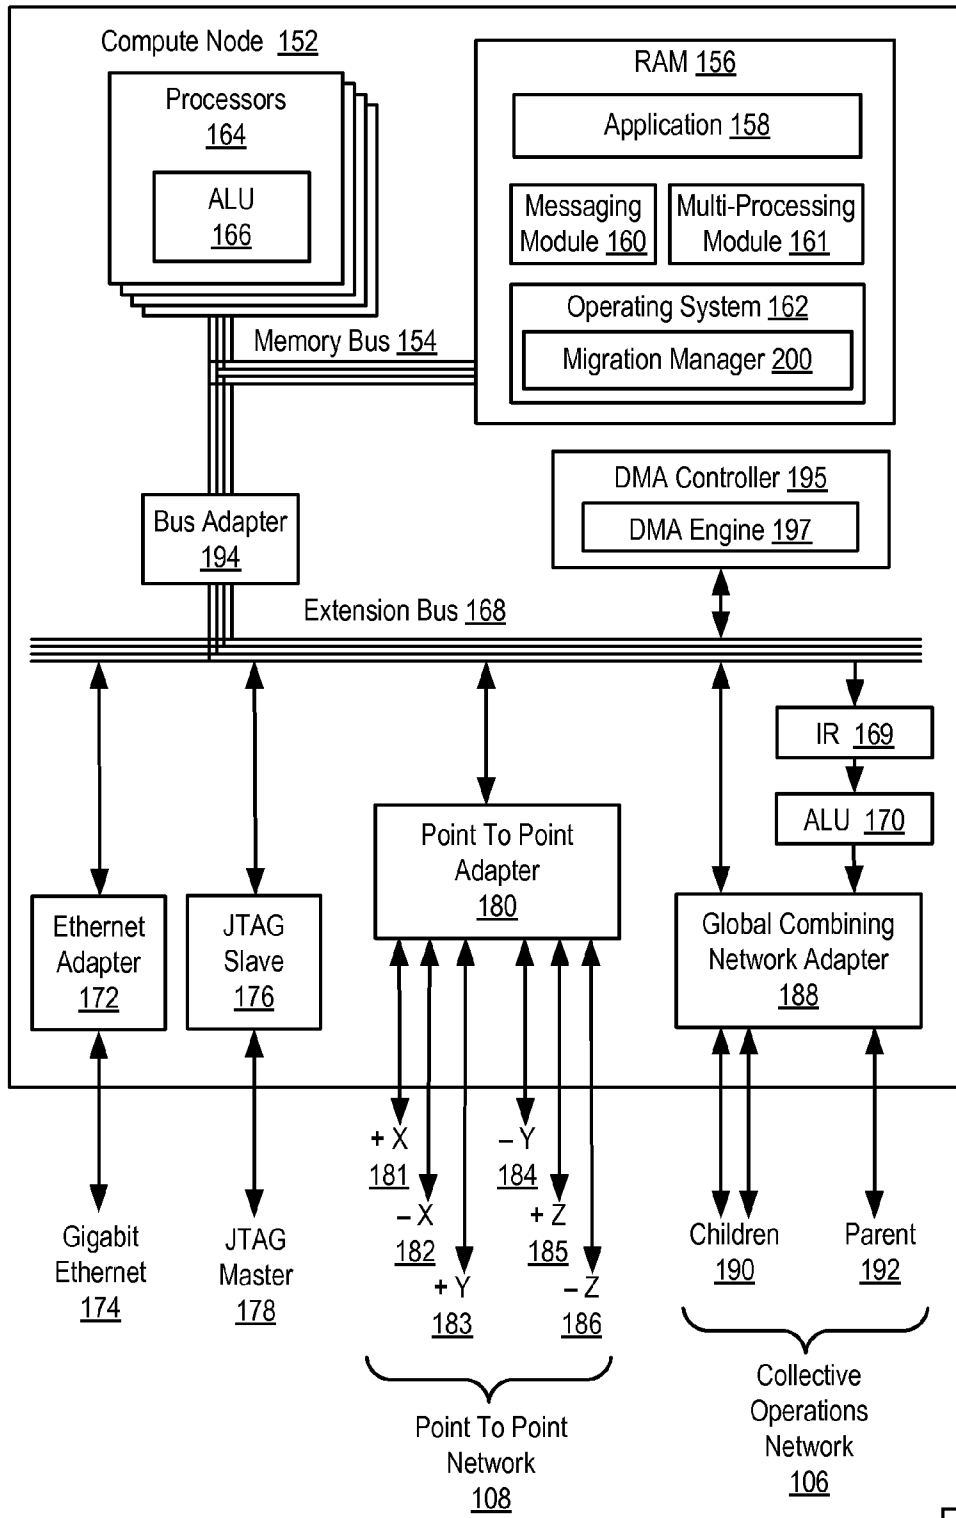 Compute Node 152
Processors
164
ALU
166
RAM 156
Application 158
Messaging
Module 160
Multi-Processing
Module 161
Operating System 162
Migration Manager 200
Memory Bus 154
DMA Controller 195
DMA Engine 197
Bus Adapter
194
Extension Bus 168
IR 169
ALU 170
Point To Point
Adapter
180
Ethernet
Adapter
172
JTAG
Slave
176
Global Combining
Network Adapter
188
+ X
181
– X
182
+ Y
183
– Y
184
+ Z
185
– Z
186
Gigabit
Ethernet
174
JTAG
Master
178
Children
190
Parent
192
Point To Point
Network
108
Collective
Operations
Network
106